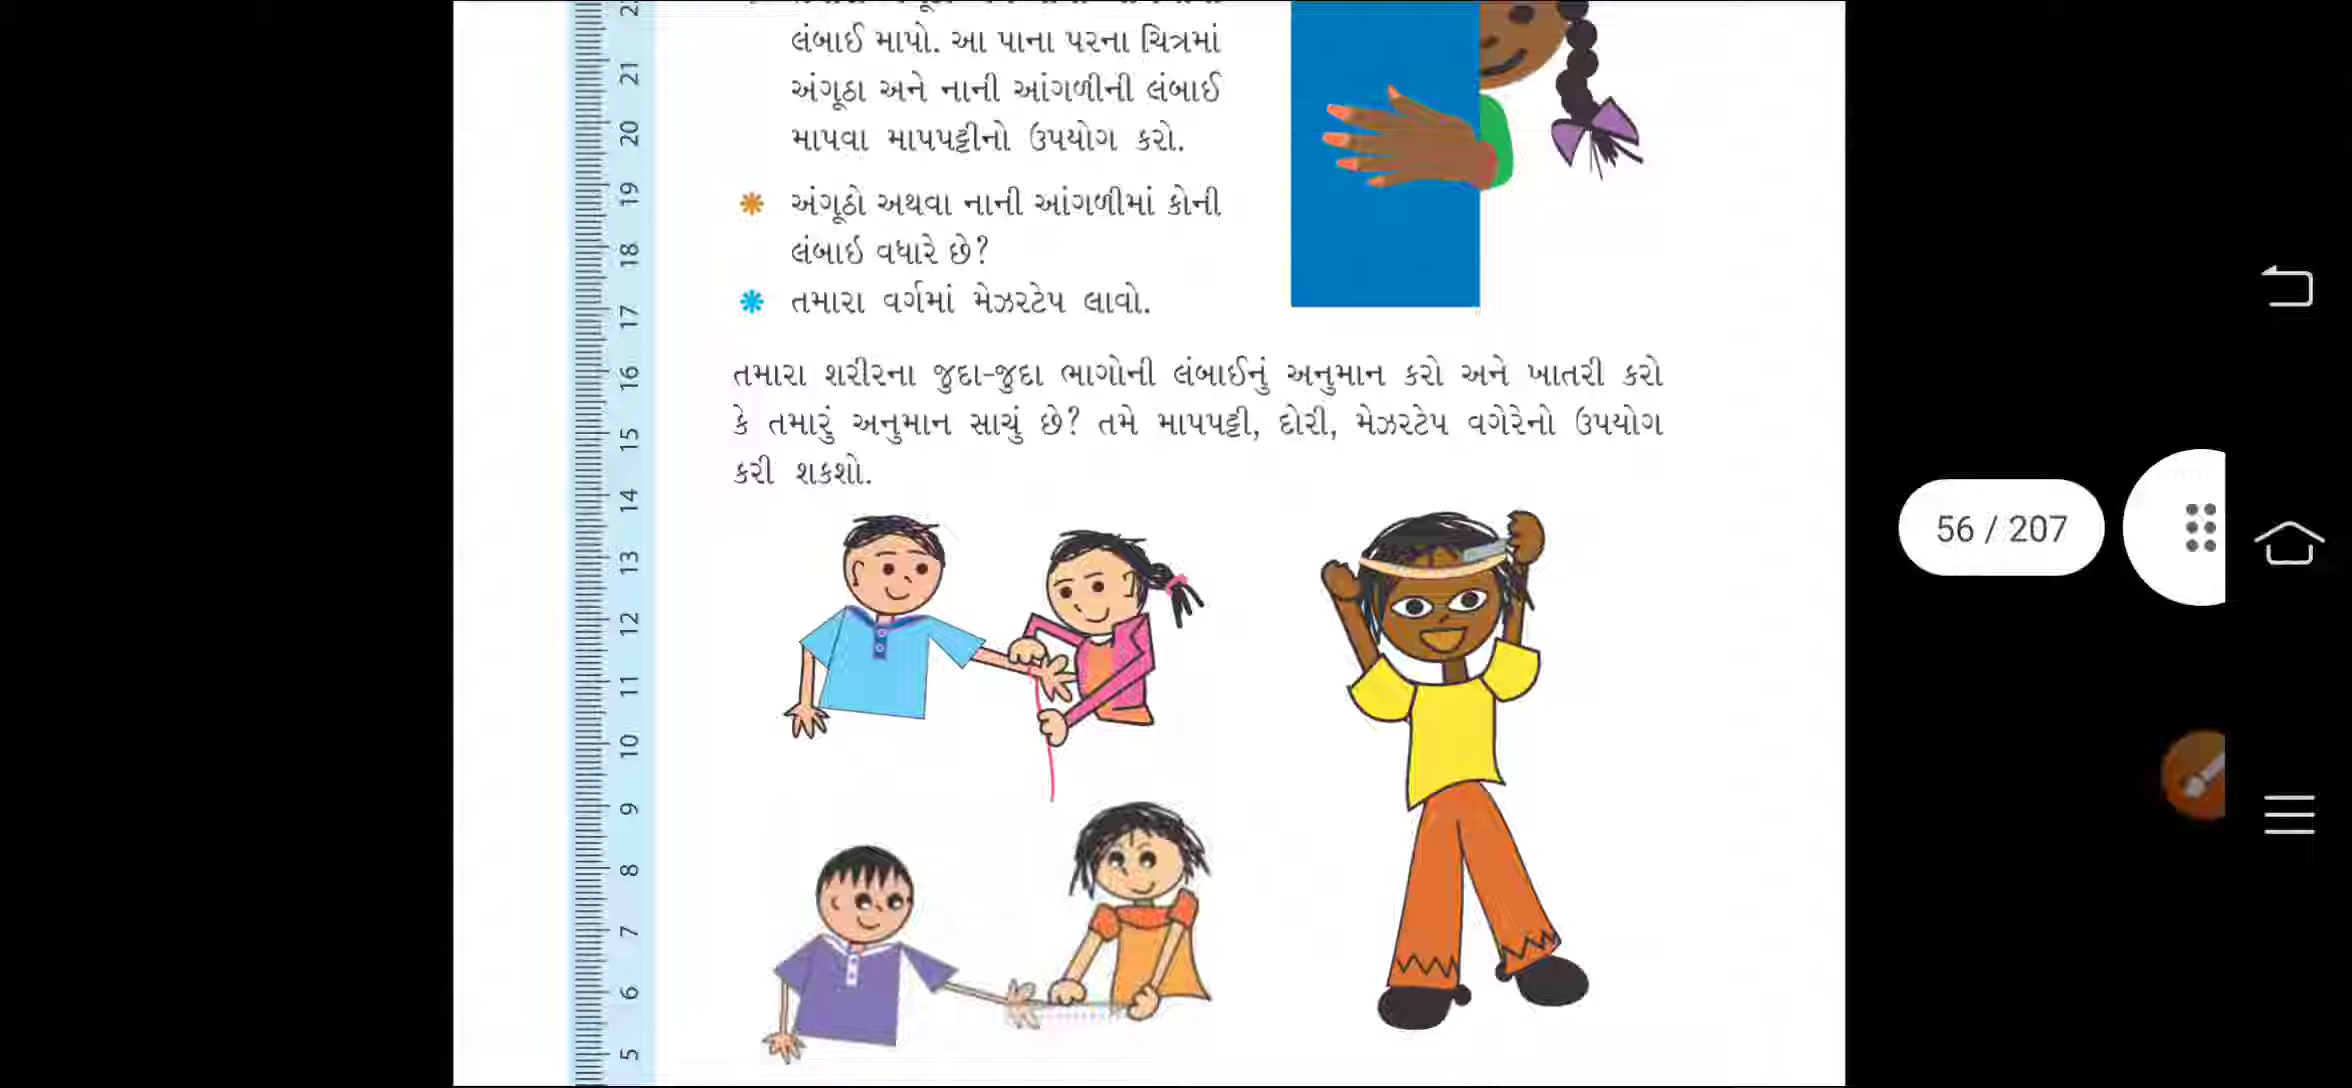 લંબાઈ માપો. આ પાના પરના ચિત્રમાં
અંગૂઠા અને નાની આંગળીની લંબાઈ
માપવા માપપટ્ટીનો ઉપયોગ કરો.
અંગૂઠો અથવા નાની આંગળીમાં કોની
લંબાઇ વધારે છે?
તમારા વર્ગમાં મેઝરટેપ લાવો.
તમારા શરીરના જુદા-જુદા ભાગોની લંબાઈનું અનુમાન કરો અને ખાતરી કરો
કે તમારું અનુમાન સાચું છે? તમે માપપટ્ટી, દોરી, મેઝરટેપ વગેરેનો ઉપયોગ
કરી શકશો.
21
20
19
18
17
16
15
14
13
12
11
10
9
8
7
6
5
56 / 207